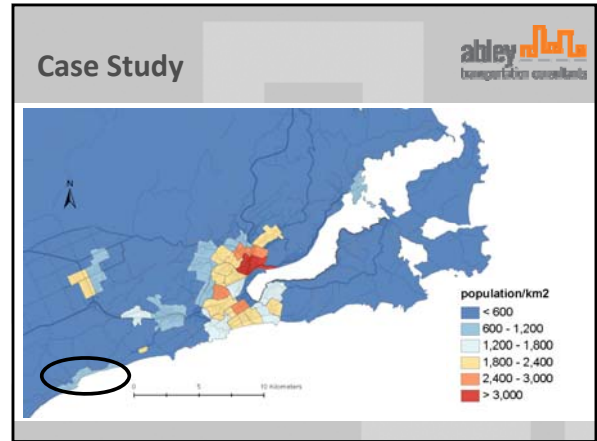 Case Study
abley
transportation consultants
N
population/km2
< 600
600 - 1,200
1,200 - 1,800
1,800 - 2,400
2,400 - 3,000
> 3,000
0 5 10 Kilometers